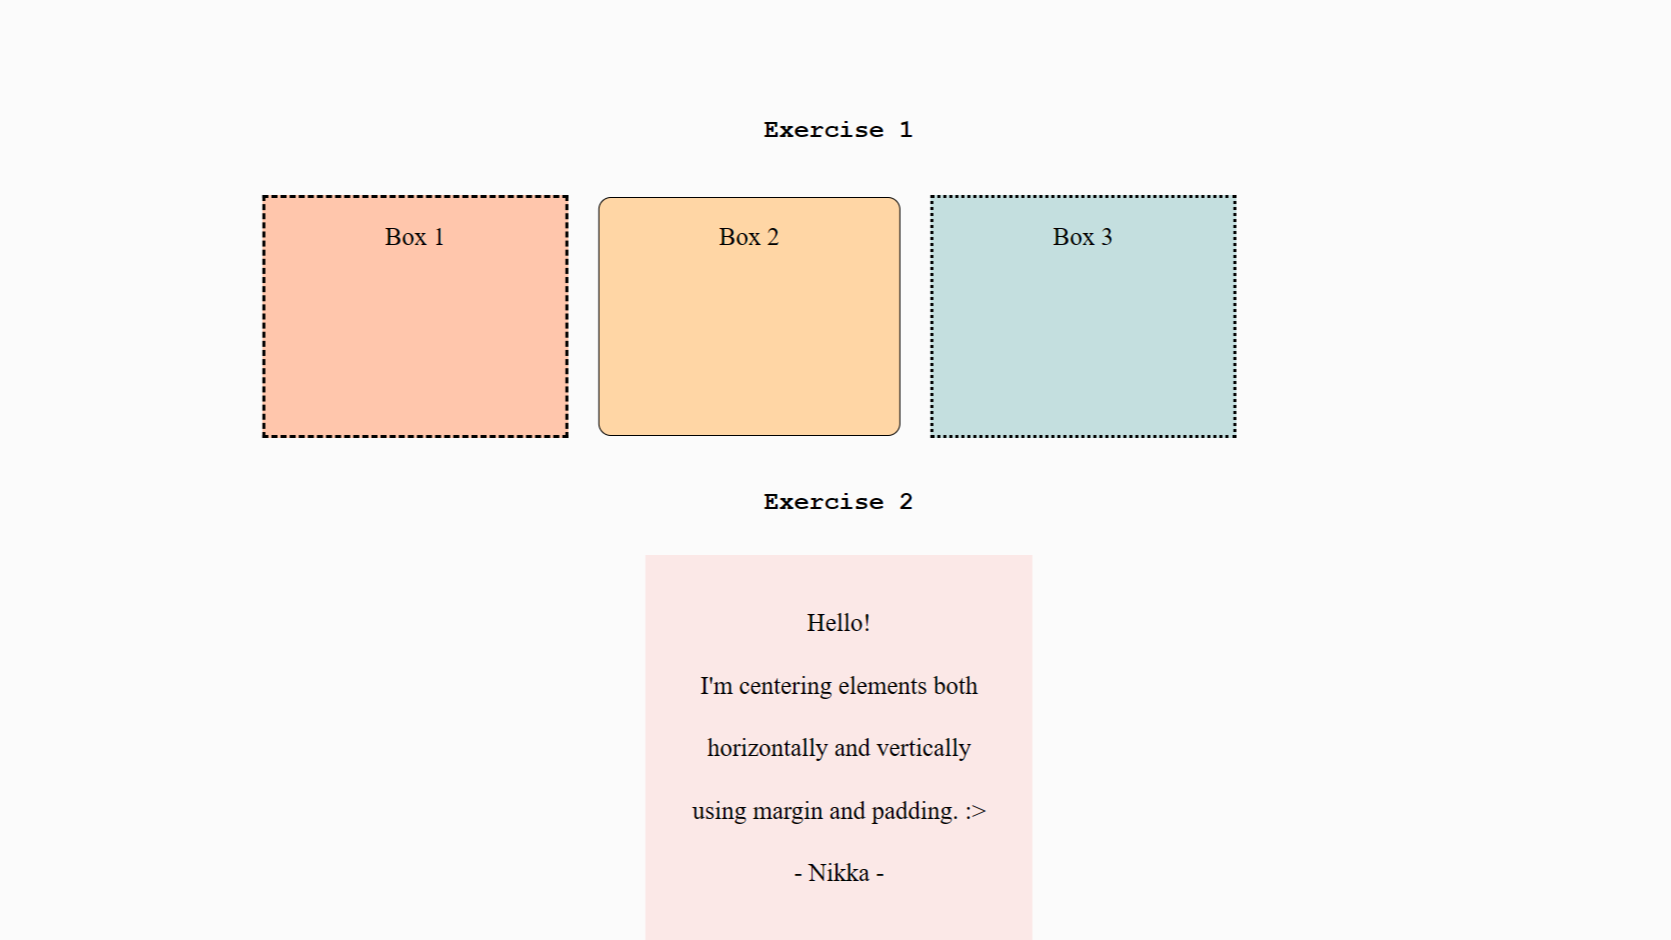 Exercise 1
Box 1
Box 2
Box 3
Exercise 2
Hello!
I'm centering elements both
horizontally and vertically
using margin and padding. :>
- Nikka -